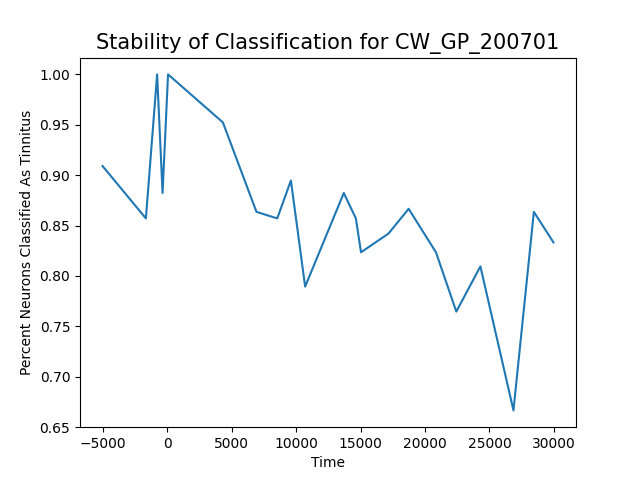 Stability of Classification for CW_GP_200701
Percent Neurons Classified As Tinnitus
1.00
0.95
0.90
0.85
0.80
0.75
0.70
0.65
−5000 0 5000 10000 15000 20000 25000 30000
Time